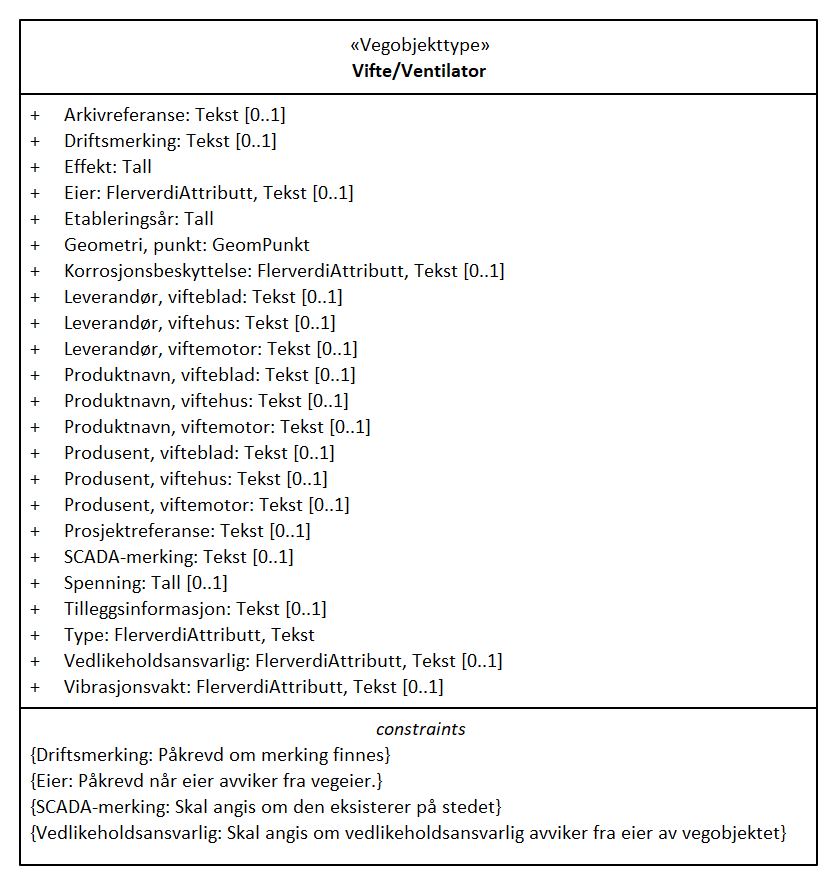 «Vegobjekttype»
Vifte/Ventilator
+ Arkivreferanse: Tekst [0..1]
+ Driftsmerking: Tekst [0..1]
+ Effekt: Tall
+ Eier: FlerverdiAttributt, Tekst [0..1]
+ Etableringsår: Tall
+ Geometri, punkt: GeomPunkt
+ Korrosjonsbeskyttelse: FlerverdiAttributt, Tekst [0..1]
+ Leverandør, vifteblad: Tekst [0..1]
+ Leverandør, viftehus: Tekst [0..1]
+ Leverandør, viftemotor: Tekst [0..1]
+ Produktnavn, vifteblad: Tekst [0..1]
+ Produktnavn, viftehus: Tekst [0..1]
+ Produktnavn, viftemotor: Tekst [0..1]
+ Produsent, vifteblad: Tekst [0..1]
+ Produsent, viftehus: Tekst [0..1]
+ Produsent, viftemotor: Tekst [0..1]
+ Prosjektreferanse: Tekst [0..1]
+ SCADA-merking: Tekst [0..1]
+ Spenning: Tall [0..1]
+ Tilleggsinformasjon: Tekst [0..1]
+ Type: FlerverdiAttributt, Tekst
+ Vedlikeholdsansvarlig: FlerverdiAttributt, Tekst [0..1]
+ Vibrasjonsvakt: FlerverdiAttributt, Tekst [0..1]
constraints
{Driftsmerking: Påkrevd om merking finnes}
{Eier: Påkrevd når eier avviker fra vegeier.}
{SCADA-merking: Skal angis om den eksisterer på stedet}
{Vedlikeholdsansvarlig: Skal angis om vedlikeholdsansvarlig avviker fra eier av vegobjektet}